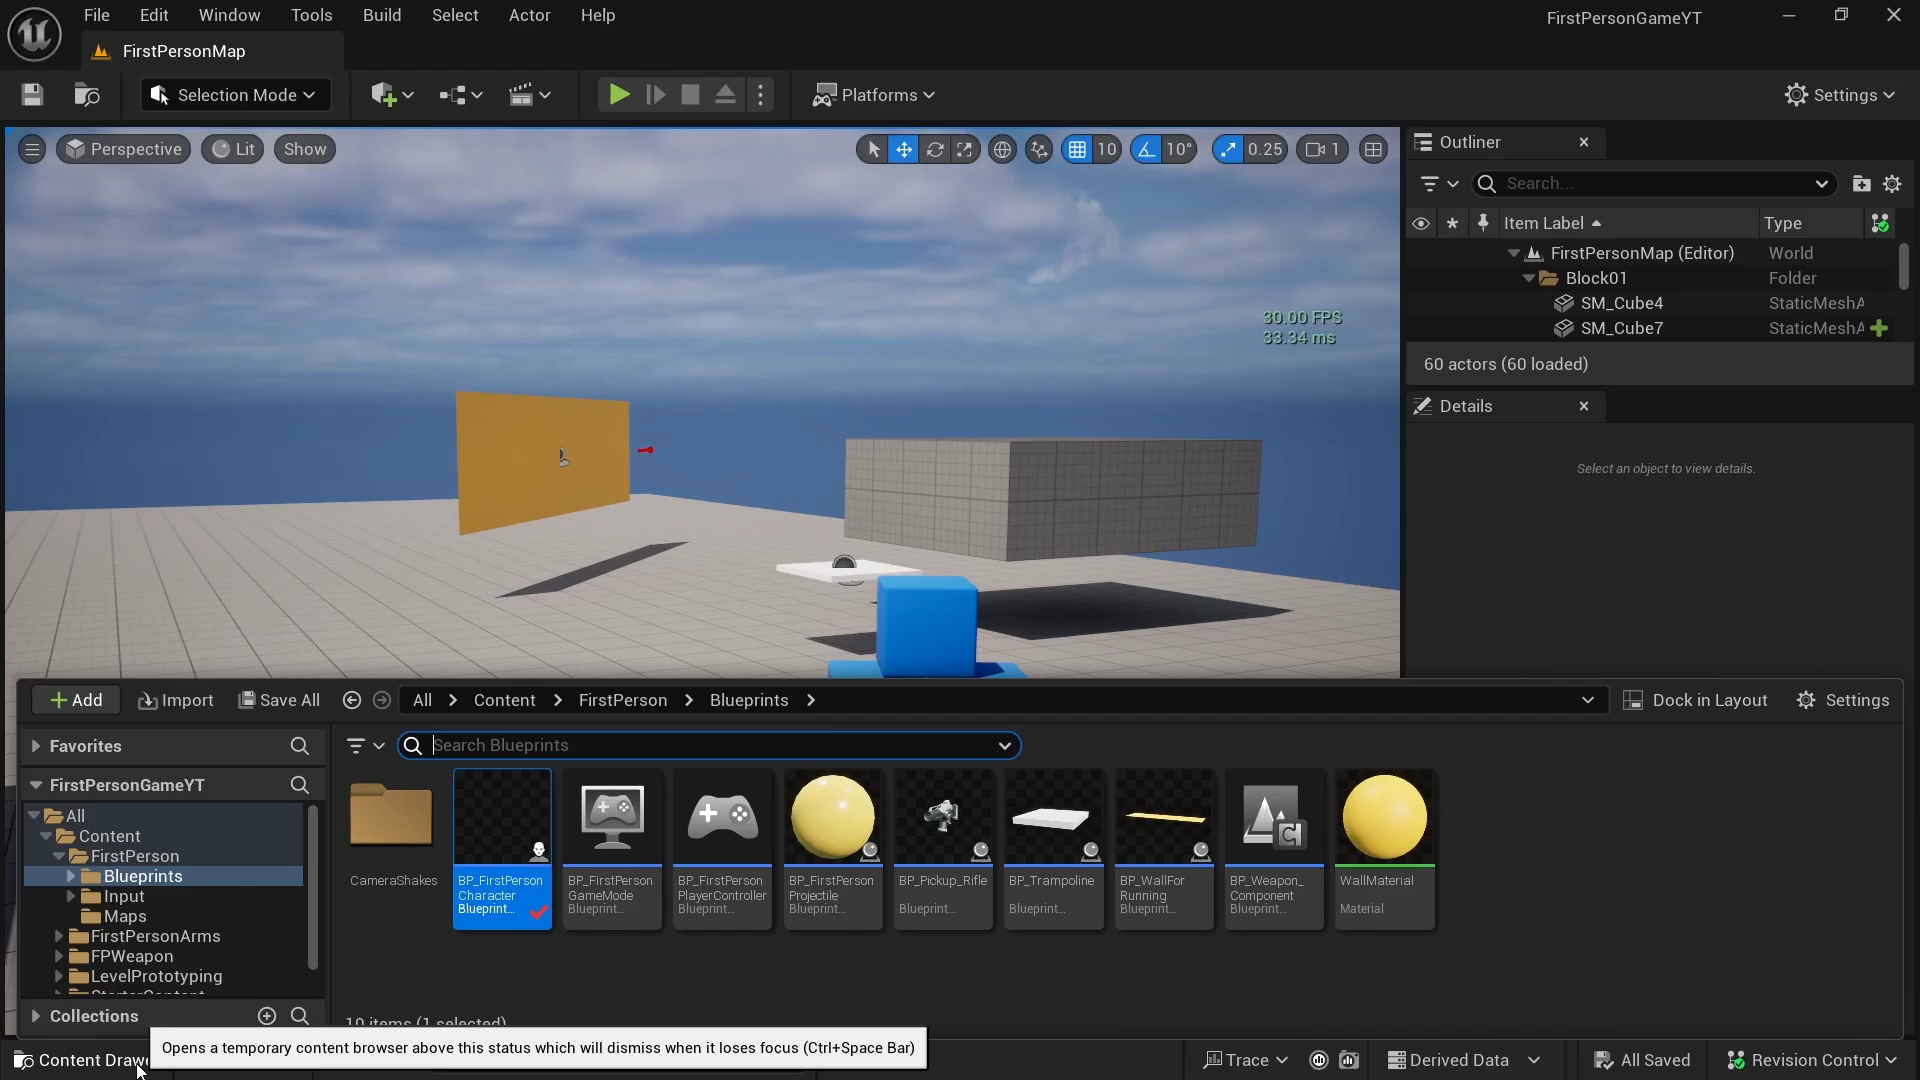 File Edit Window Tools Build Select Actor Help
FirstPersonGameYT
FirstPersonMap
Selection Mode
Platforms
Settings
Perspective
Lit
Show
10
10°
0.25
1
Outliner
Search...
Item Label
Type
FirstPersonMap (Editor) World
Block01 Folder
SM_Cube4 StaticMeshA
SM_Cube7 StaticMeshA
60 actors (60 loaded)
30.00 FPS
33.34 ms
Details
Select an object to view details.
Add
Import
Save All
All
Content
FirstPerson
Blueprints
Dock in Layout
Settings
Favorites
FirstPersonGameYT
All
Content
FirstPerson
Blueprints
Input
Maps
FirstPersonArms
FPWeapon
LevelPrototyping
StarterContent
Collections
Search Blueprints
CameraShakes
BP_FirstPerson
Character
Blueprint...
BP_FirstPerson
GameMode
Blueprint...
BP_FirstPerson
PlayerController
Blueprint...
BP_FirstPerson
Projectile
Blueprint...
BP_Pickup_Rifle
Blueprint...
BP_Trampoline
Blueprint...
BP_WallFor
Running
Blueprint...
BP_Weapon_
Component
Blueprint...
WallMaterial
Material
10 items (1 selected)
Opens a temporary content browser above this status which will dismiss when it loses focus (Ctrl+Space Bar)
Content Drawe
Trace
Derived Data
All Saved
Revision Control